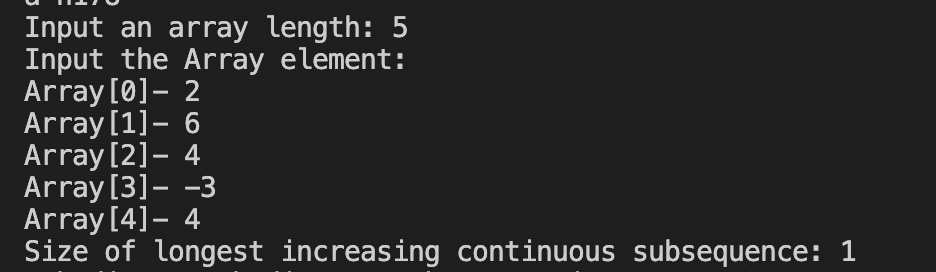 Input an array length: 5
Input the Array element:
Array[0]- 2
Array[1]- 6
Array[2]- 4
Array[3]- -3
Array[4]- 4
Size of longest increasing continuous subsequence: 1